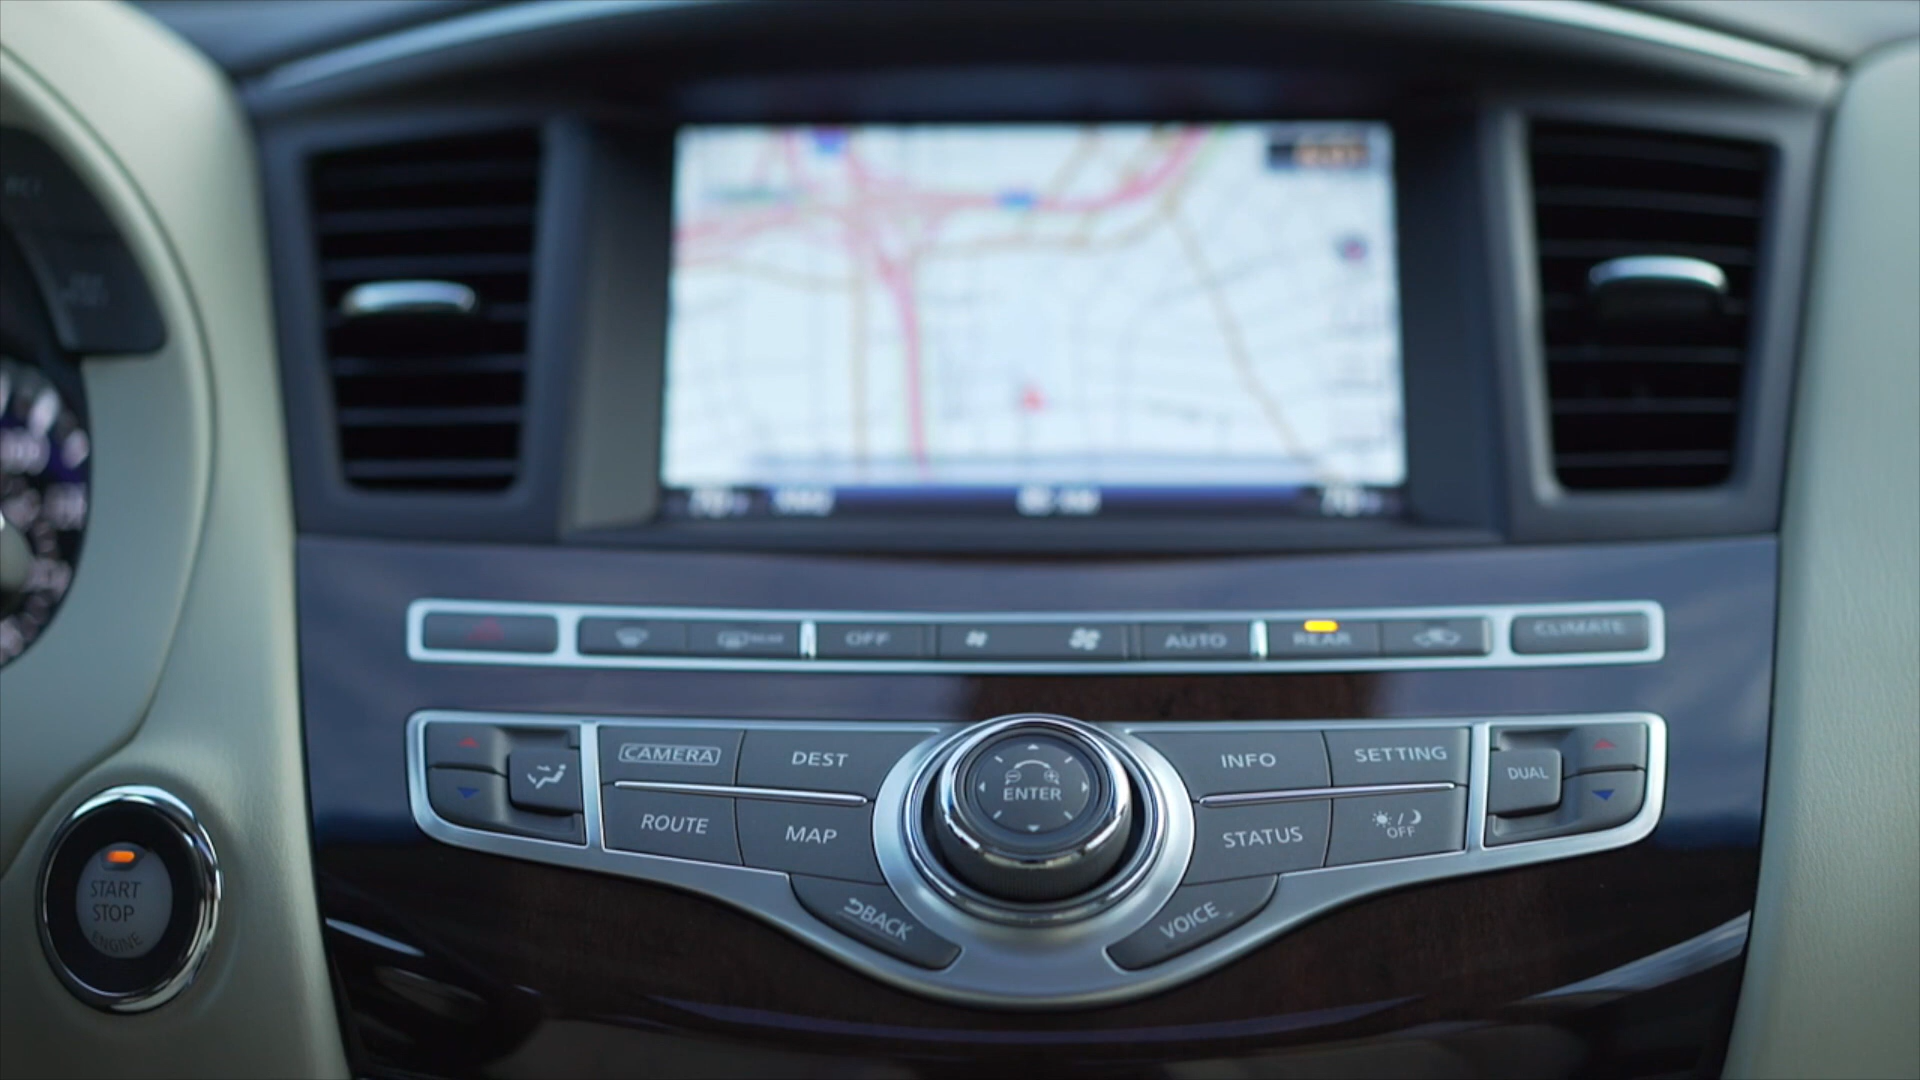 OFF
AUTO
REAR
CLIMATE
CAMERA
DEST
INFO
SETTING
DUAL
ENTER
ROUTE
MAP
STATUS
/
OFF
BACK
VOICE
START
STOP
ENGINE